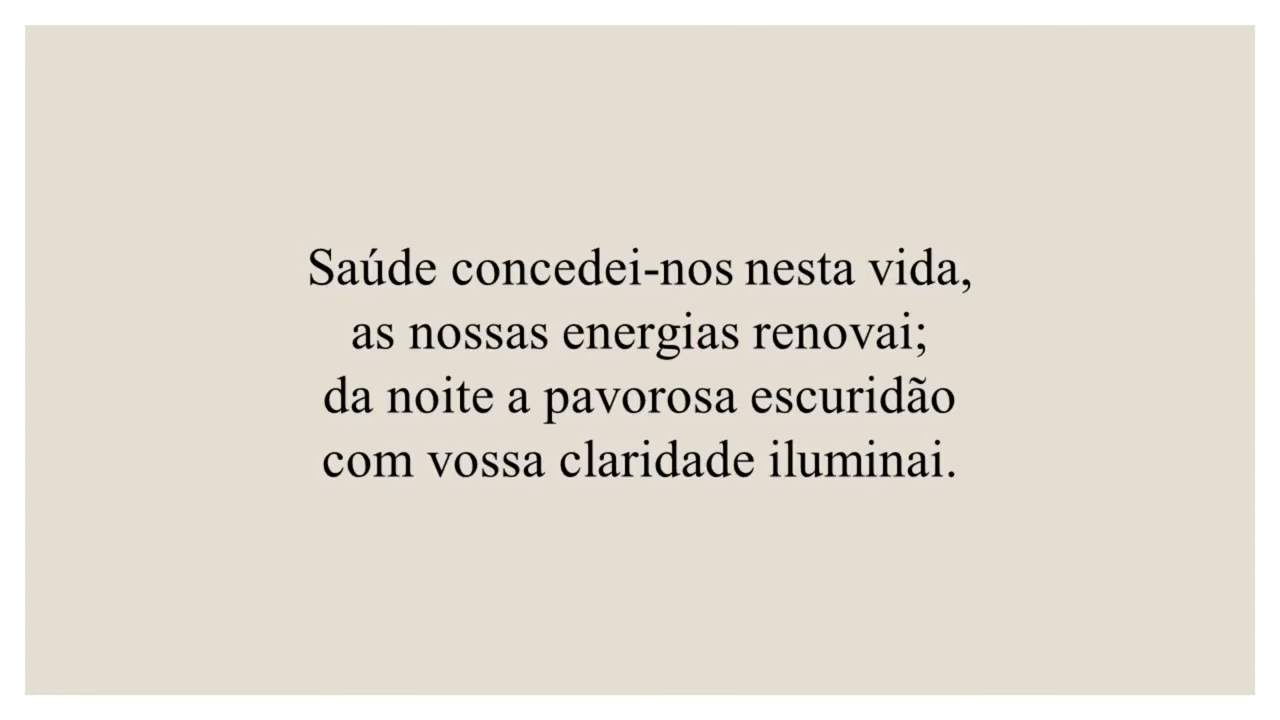 Saúde concedei-nos nesta vida,
as nossas energias renovai;
da noite a pavorosa escuridão
com vossa claridade iluminai.